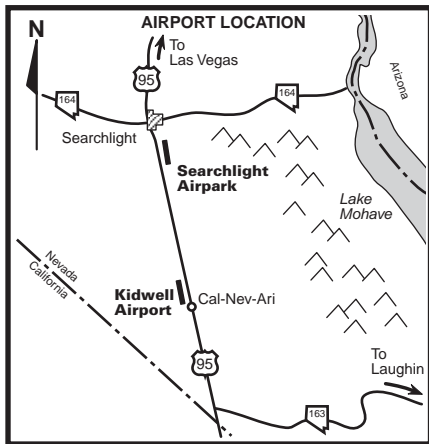 AIRPORT LOCATION
N
To
Las Vegas
95
164
164
Arizona
Searchlight
Searchlight
Airpark
Lake
Mohave
Nevada
California
Kidwell
Airport
Cal-Nev-Ari
95
To
Laughin
163